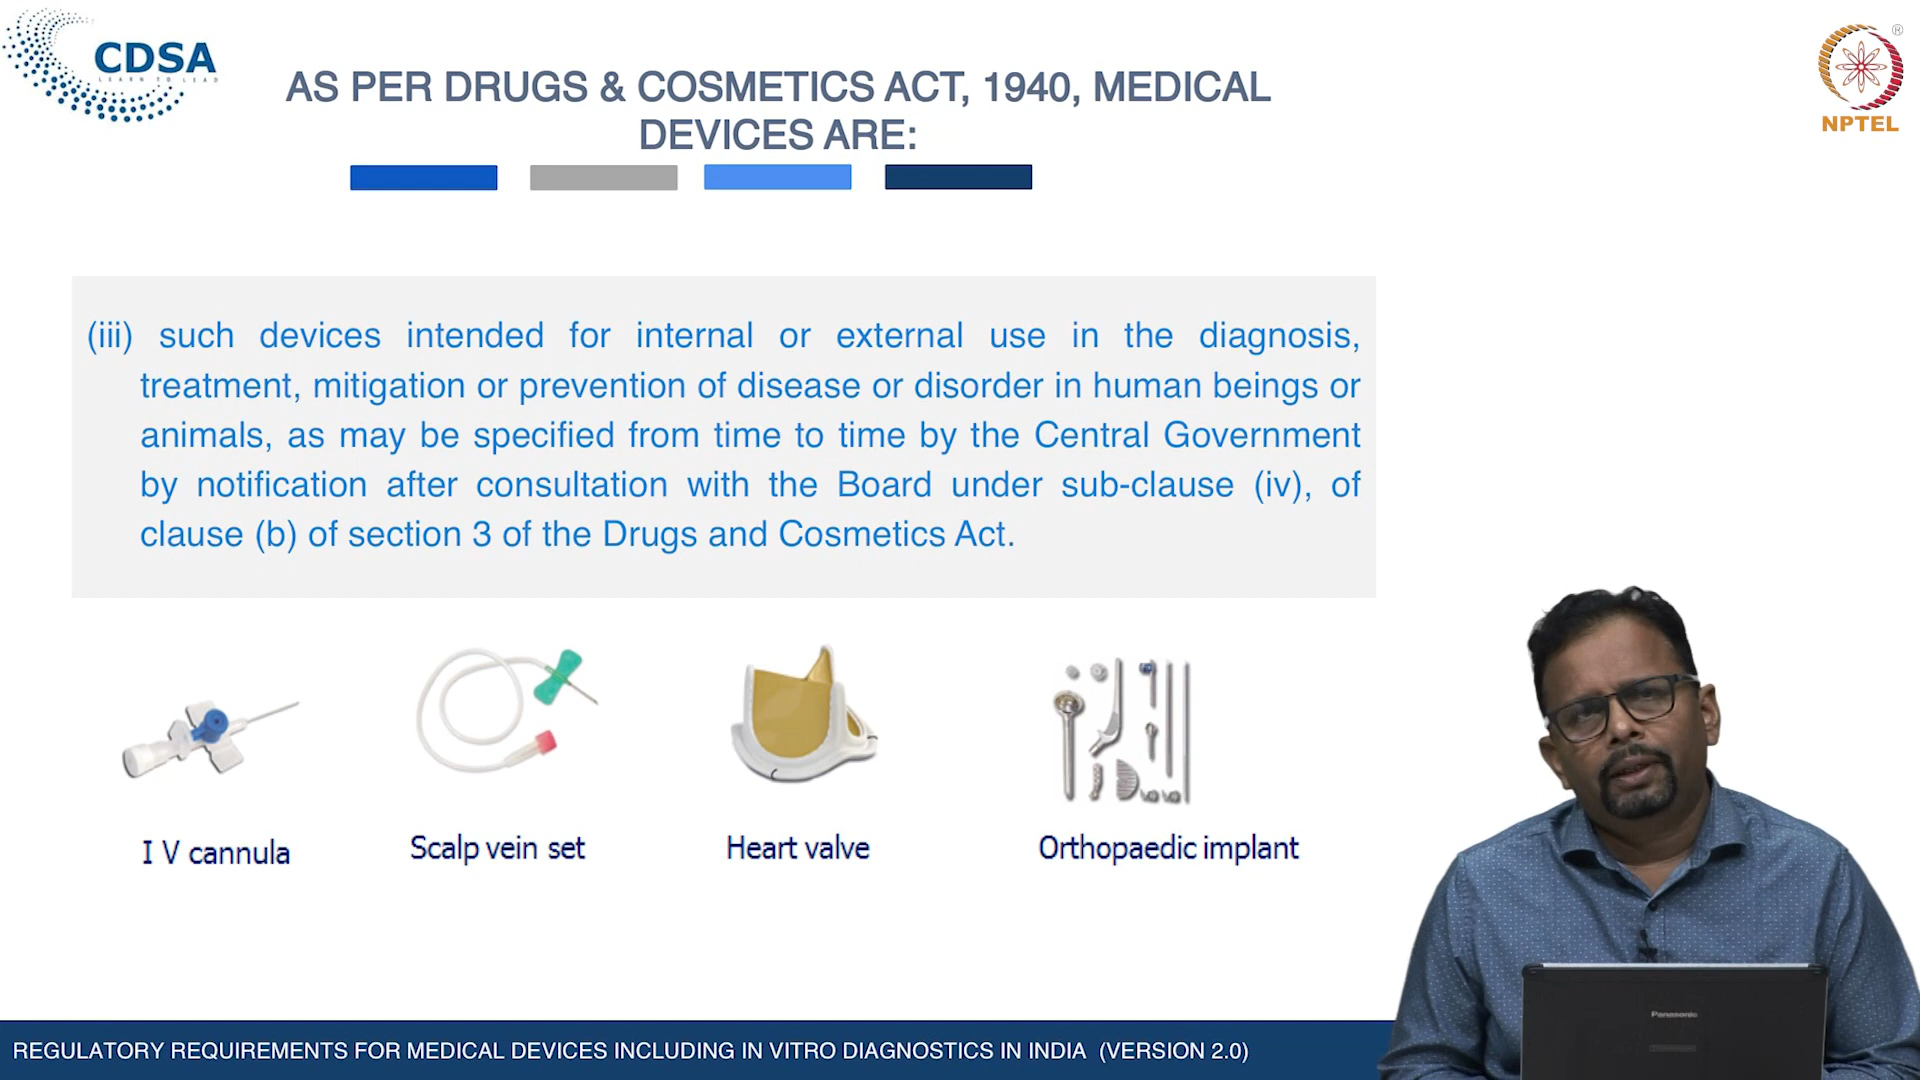 CDSA
LEARN TO LEAD
®
NPTEL
AS PER DRUGS & COSMETICS ACT, 1940, MEDICAL
DEVICES ARE:
(iii) such devices intended for internal or external use in the diagnosis,
treatment, mitigation or prevention of disease or disorder in human beings or
animals, as may be specified from time to time by the Central Government
by notification after consultation with the Board under sub-clause (iv), of
clause (b) of section 3 of the Drugs and Cosmetics Act.
I V cannula
Scalp vein set
Heart valve
Orthopaedic implant
Panasonic
REGULATORY REQUIREMENTS FOR MEDICAL DEVICES INCLUDING IN VITRO DIAGNOSTICS IN INDIA (VERSION 2.0)